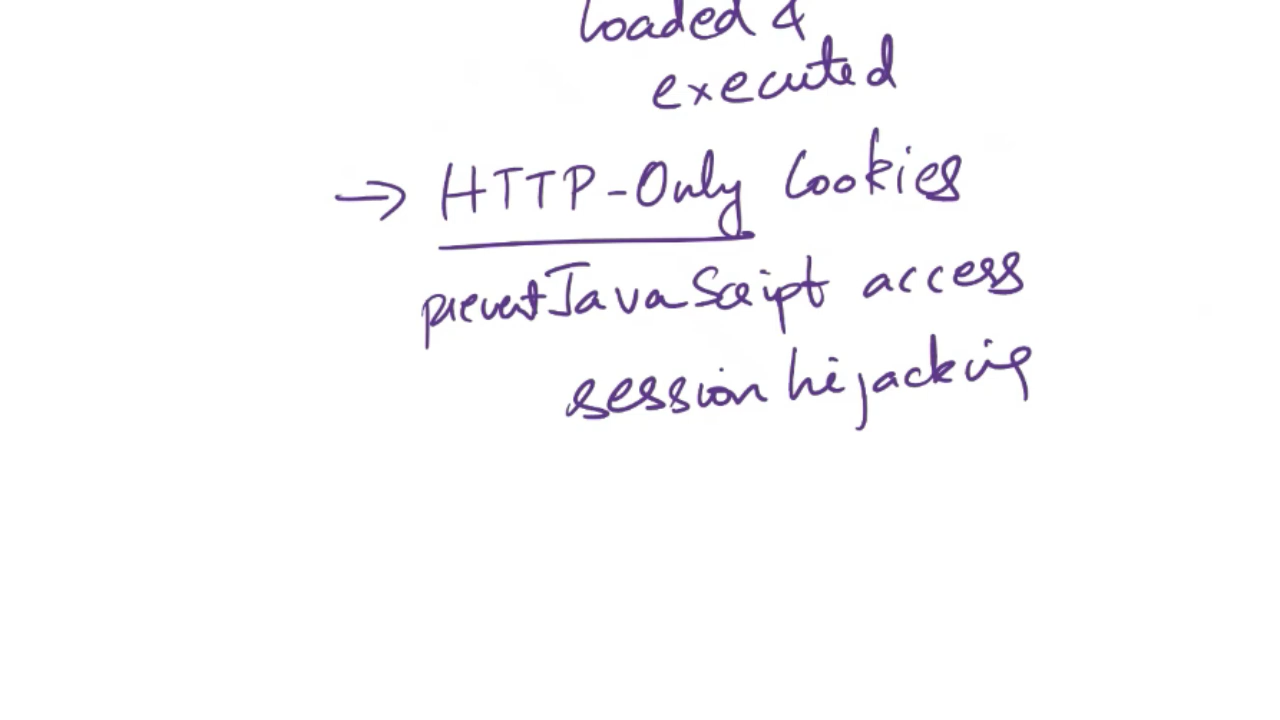 loaded &
executed
→ HTTP-Only Cookies
prevent JavaScript access
session hijacking